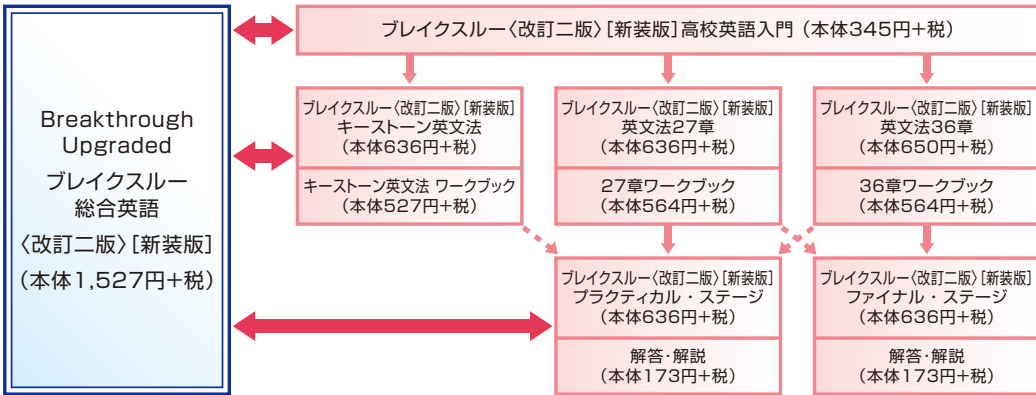 Breakthrough
Upgraded
ブレイクスルー
総合英語
〈改訂二版〉[新装版]
(本体1,527円+税)
ブレイクスルー〈改訂二版〉[新装版]高校英語入門 (本体345円+税)
ブレイクスルー〈改訂二版〉[新装版]
キーストーン英文法
(本体636円+税)
キーストーン英文法 ワークブック
(本体527円+税)
ブレイクスルー〈改訂二版〉[新装版]
英文法27章
(本体636円+税)
27章ワークブック
(本体564円+税)
ブレイクスルー〈改訂二版〉[新装版]
英文法36章
(本体650円+税)
36章ワークブック
(本体564円+税)
ブレイクスルー〈改訂二版〉[新装版]
プラクティカル・ステージ
(本体636円+税)
解答・解説
(本体173円+税)
ブレイクスルー〈改訂二版〉[新装版]
ファイナル・ステージ
(本体636円+税)
解答・解説
(本体173円+税)